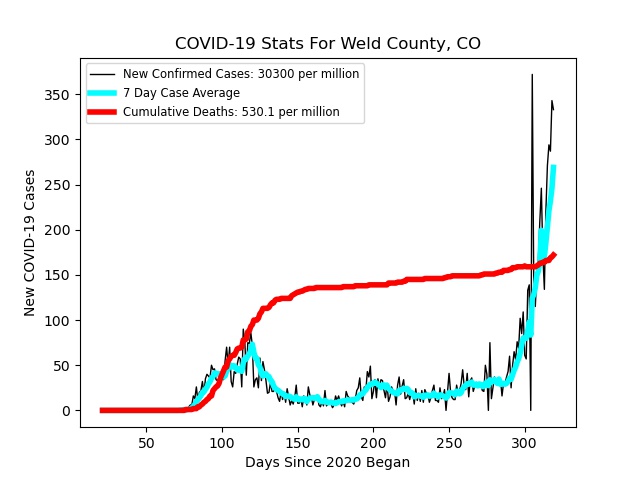 COVID-19 Stats For Weld County, CO
New Confirmed Cases: 30300 per million
7 Day Case Average
Cumulative Deaths: 530.1 per million
New COVID-19 Cases
350
300
250
200
150
100
50
0
50 100 150 200 250 300
Days Since 2020 Began